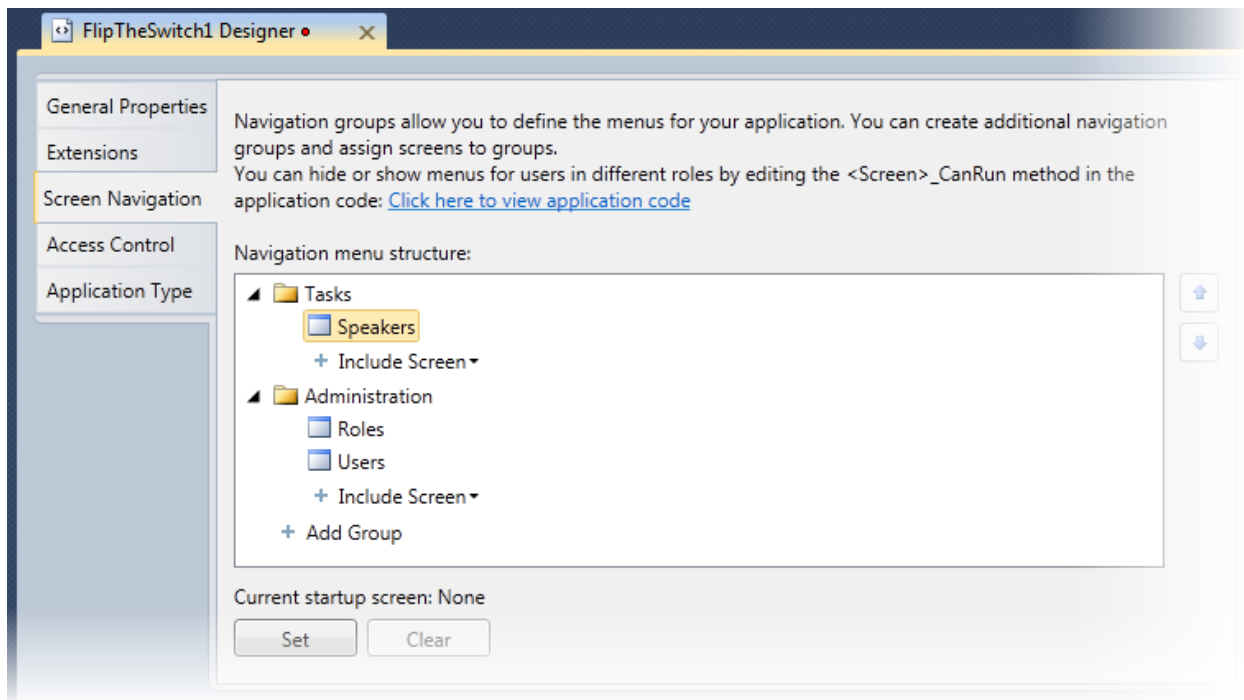 FlipTheSwitch1 Designer
General Properties
Extensions
Screen Navigation
Access Control
Application Type
Navigation groups allow you to define the menus for your application. You can create additional navigation
groups and assign screens to groups.
You can hide or show menus for users in different roles by editing the <Screen>_CanRun method in the
application code: Click here to view application code
Navigation menu structure:
Tasks
Speakers
Include Screen
Administration
Roles
Users
Include Screen
Add Group
Current startup screen: None
Set
Clear